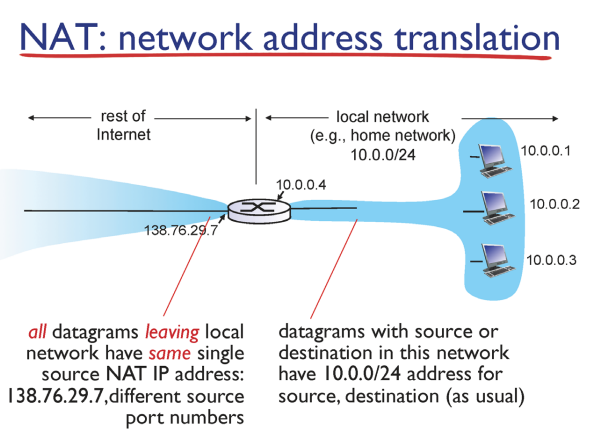 NAT: network address translation
rest of
Internet
local network
(e.g., home network)
10.0.0/24
10.0.0.1
10.0.0.4
10.0.0.2
138.76.29.7
10.0.0.3
all datagrams leaving local
network have same single
source NAT IP address:
138.76.29.7,different source
port numbers
datagrams with source or
destination in this network
have 10.0.0/24 address for
source, destination (as usual)